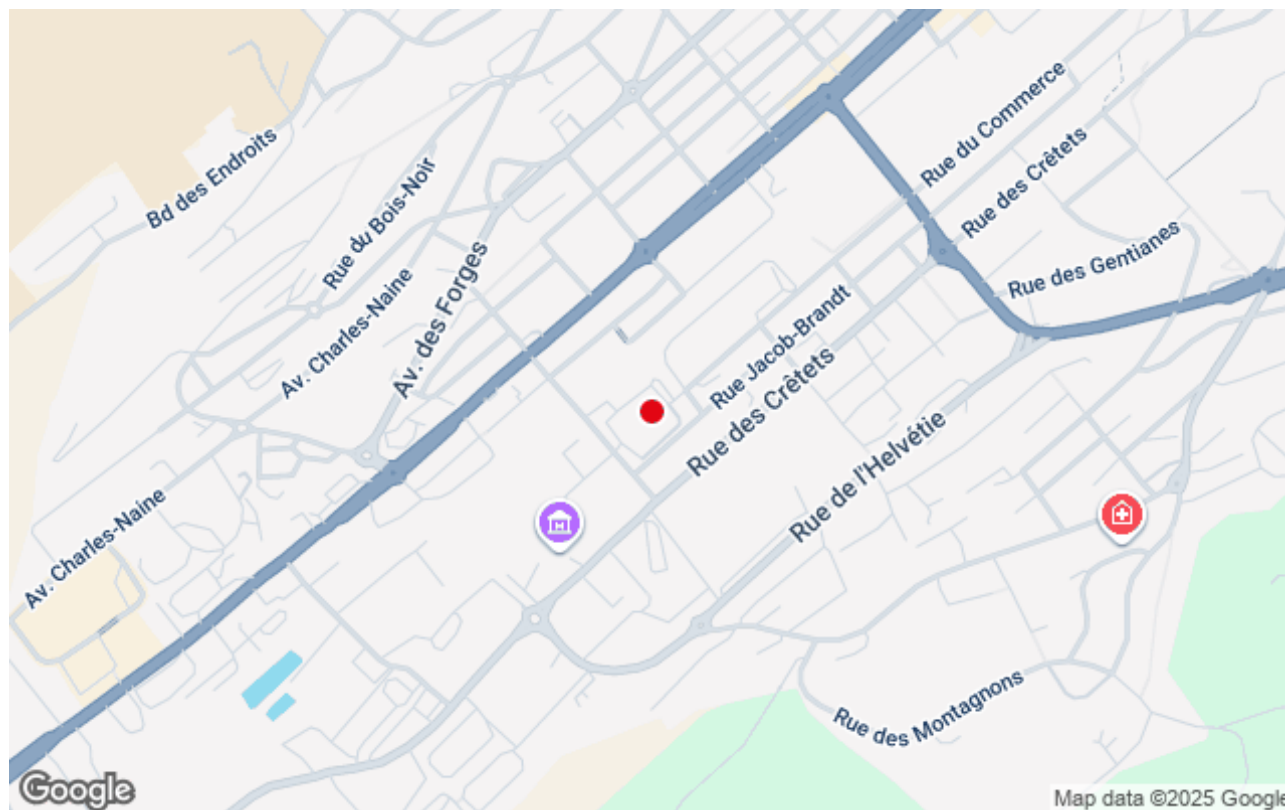 Rue du Commerce
Bd des Endroits
Rue du Bois-Noir
Rue des Crêtets
Rue des Gentianes
Av. Charles-Naine
Av. des Forges
Rue Jacob-Brandt
Rue des Crêtets
Rue de l'Helvétie
Av. Charles-Naine
M
Rue des Montagnons
Google
Map data ©2025 Google